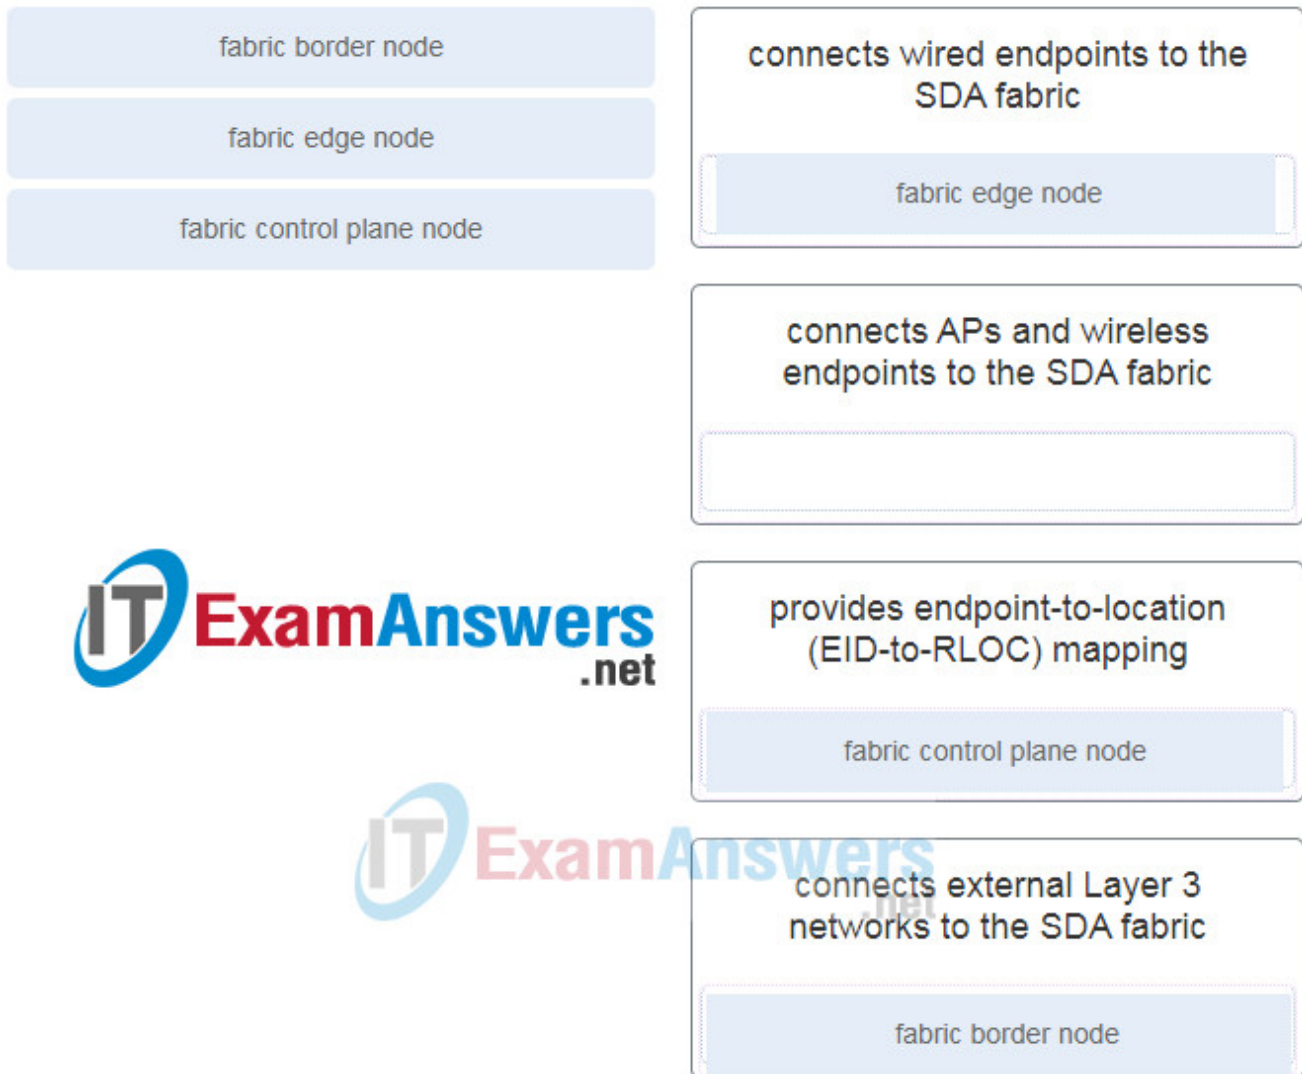 fabric border node
fabric edge node
fabric control plane node
connects wired endpoints to the
SDA fabric
fabric edge node
connects APs and wireless
endpoints to the SDA fabric
provides endpoint-to-location
(EID-to-RLOC) mapping
fabric control plane node
connects external Layer 3
networks to the SDA fabric
fabric border node
ITExamAnswers
.net
ITExamAnswers
.net